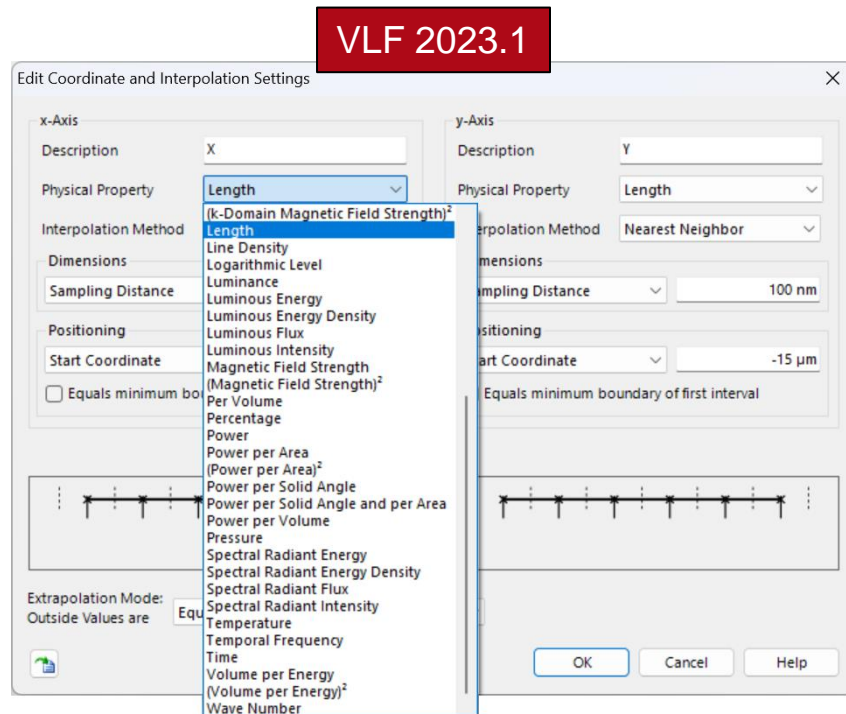 VLF 2023.1
Edit Coordinate and Interpolation Settings
x-Axis
Description X
Physical Property Length
Interpolation Method
Dimensions
Sampling Distance
Positioning
Start Coordinate
Equals minimum bo
(k-Domain Magnetic Field Strength)²
Length
Line Density
Logarithmic Level
Luminance
Luminous Energy
Luminous Energy Density
Luminous Flux
Luminous Intensity
Magnetic Field Strength
(Magnetic Field Strength)²
Per Volume
Percentage
Power
Power per Area
(Power per Area)²
Power per Solid Angle
Power per Solid Angle and per Area
Power per Volume
Pressure
Spectral Radiant Energy
Spectral Radiant Energy Density
Spectral Radiant Flux
Spectral Radiant Intensity
Temperature
Temporal Frequency
Time
Volume per Energy
(Volume per Energy)²
Wave Number
y-Axis
Description Y
Physical Property Length
erpolation Method Nearest Neighbor
mensions
ampling Distance 100 nm
sitioning
art Coordinate -15 µm
Equals minimum boundary of first interval
Extrapolation Mode:
Outside Values are Equ
OK Cancel Help